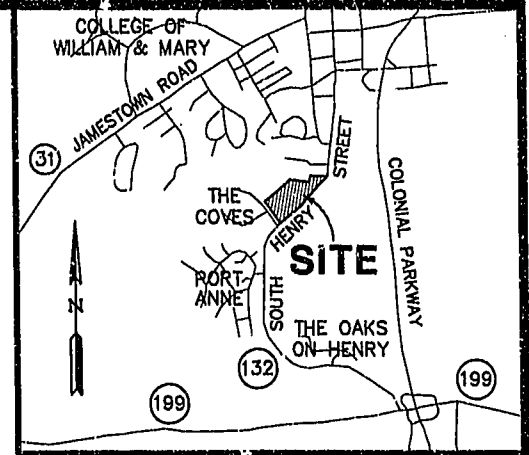 COLLEGE OF
WILLIAM & MARY
JAMESTOWN ROAD
31
STREET
THE
COVES
HENRY
SITE
COLONIAL PARKWAY
PORT
ANNE
SOUTH
N
THE OAKS
ON HENRY
132
199
199